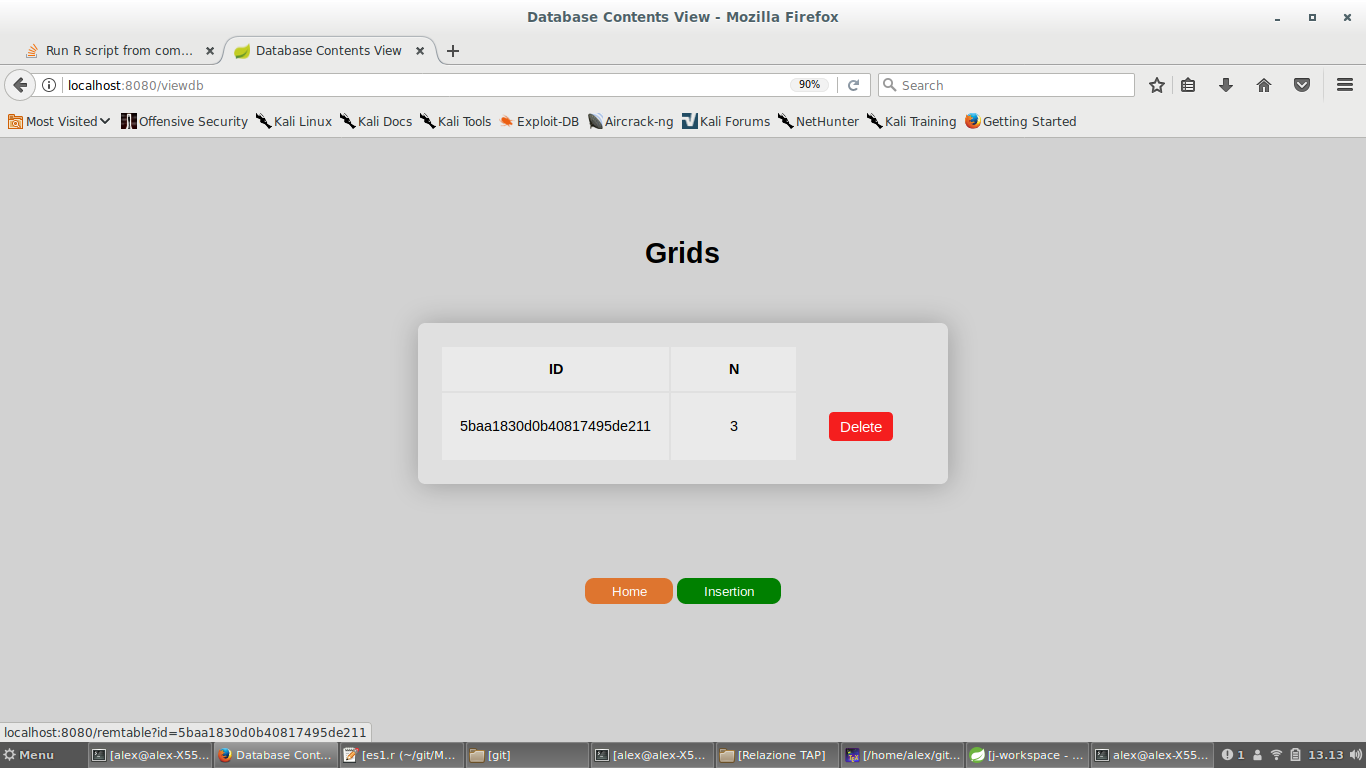 Database Contents View - Mozilla Firefox
Run R script from com... Database Contents View
localhost:8080/viewdb 90% Search
Most Visited Offensive Security Kali Linux Kali Docs Kali Tools Exploit-DB Aircrack-ng Kali Forums NetHunter Kali Training Getting Started
Grids
ID N
5baa1830d0b40817495de211 3 Delete
Home Insertion
localhost:8080/remtable?id=5baa1830d0b40817495de211
Menu [alex@alex-X55... Database Cont... [es1.r (~/git/M... [git] [alex@alex-X5... [Relazione TAP] [/home/alex/git... [j-workspace - ... alex@alex-X55... 1 13.13